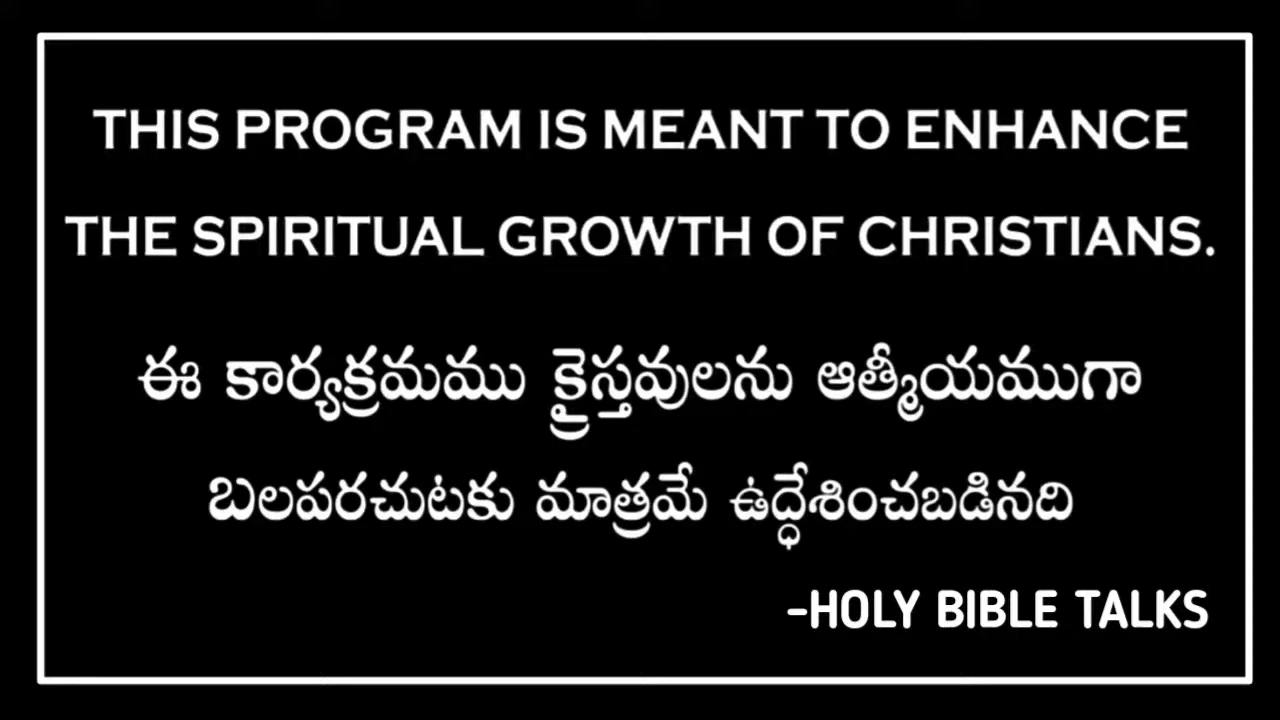 THIS PROGRAM IS MEANT TO ENHANCE
THE SPIRITUAL GROWTH OF CHRISTIANS.
ఈ కార్యక్రమము క్రైస్తవులను ఆత్మీయముగా
బలపరచుటకు మాత్రమే ఉద్ధేశించబడినది
-HOLY BIBLE TALKS